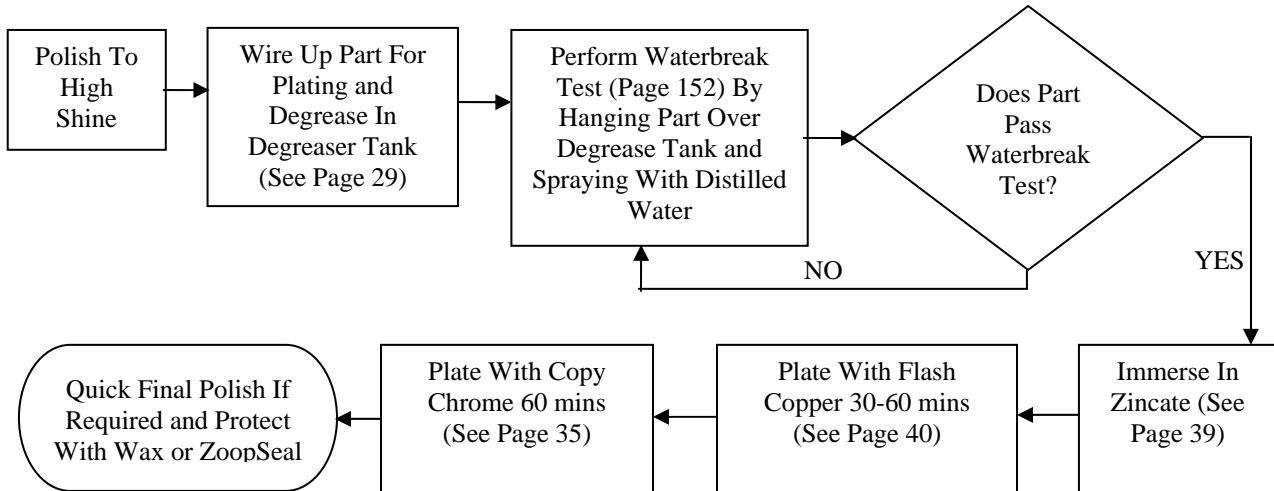 Polish To
High
Shine
Wire Up Part For
Plating and
Degrease In
Degreaser Tank
(See Page 29)
Perform Waterbreak
Test (Page 152) By
Hanging Part Over
Degrease Tank and
Spraying With Distilled
Water
Does Part
Pass
Waterbreak
Test?
NO
YES
Immerse In
Zincate (See
Page 39)
Plate With Flash
Copper 30-60 mins
(See Page 40)
Plate With Copy
Chrome 60 mins
(See Page 35)
Quick Final Polish If
Required and Protect
With Wax or ZoopSeal